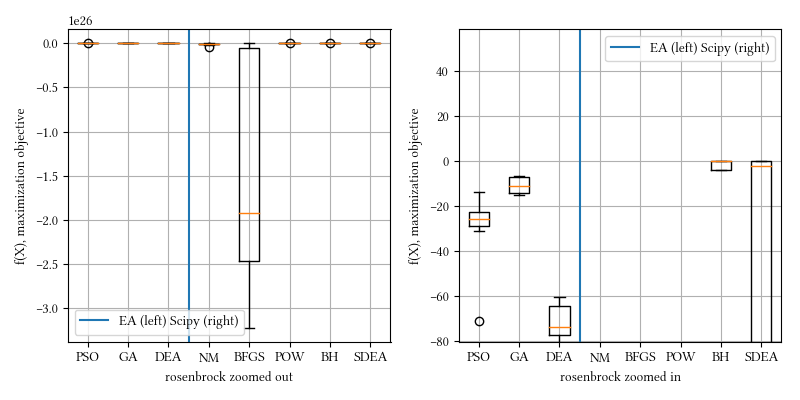 1e26
0.0
−0.5
−1.0
−1.5
−2.0
−2.5
−3.0
f(X), maximization objective
EA (left) Scipy (right)
PSO GA DEA NM BFGS POW BH SDEA
rosenbrock zoomed out
40
20
0
−20
−40
−60
−80
f(X), maximization objective
EA (left) Scipy (right)
PSO GA DEA NM BFGS POW BH SDEA
rosenbrock zoomed in